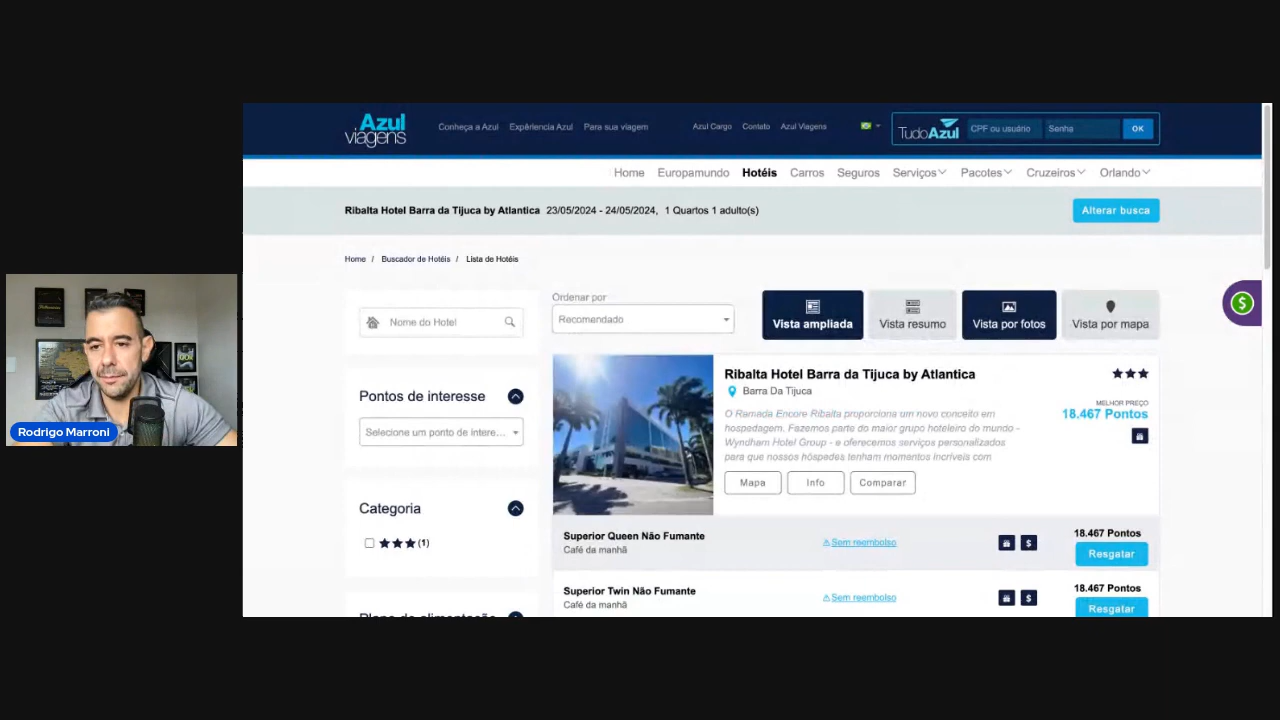 Azul
viagens
Conheça a Azul
Expêriencia Azul
Para sua viagem
Azul Cargo
Contato
Azul Viagens
TudoAzul
CPF ou usuário
Senha
OK
Home
Europamundo
Hotéis
Carros
Seguros
Serviços
Pacotes
Cruzeiros
Orlando
Ribalta Hotel Barra da Tijuca by Atlantica 23/05/2024 - 24/05/2024, 1 Quartos 1 adulto(s)
Alterar busca
Home / Buscador de Hotéis / Lista de Hotéis
Nome do Hotel
Pontos de interesse
Selecione um ponto de intere...
Categoria
(1)
Plano de alimentação
Ordenar por
Recomendado
Vista ampliada
Vista resumo
Vista por fotos
Vista por mapa
Ribalta Hotel Barra da Tijuca by Atlantica
Barra Da Tijuca
O Ramada Encore Ribalta proporciona um novo conceito em
hospedagem. Fazemos parte do maior grupo hoteleiro do mundo -
Wyndham Hotel Group - e oferecemos serviços personalizados
para que nossos hóspedes tenham momentos incríveis com
MELHOR PREÇO
18.467 Pontos
Mapa
Info
Comparar
Superior Queen Não Fumante
Café da manhã
Sem reembolso
$
18.467 Pontos
Resgatar
Superior Twin Não Fumante
Café da manhã
Sem reembolso
$
18.467 Pontos
Resgatar
$
Rodrigo Marroni